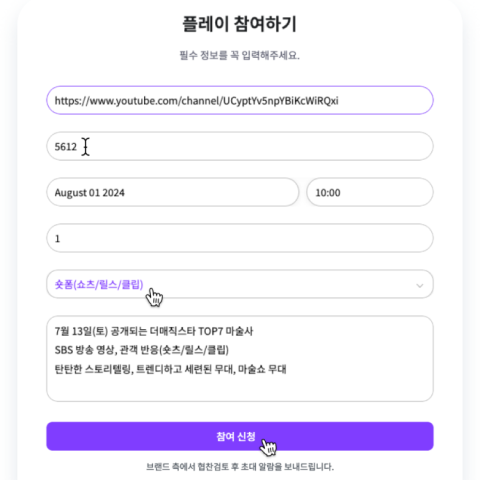 플레이 참여하기
필수 정보를 꼭 입력해주세요.
https://www.youtube.com/channel/UCyptYv5npYBiKcWiRQxi
5612
August 01 2024
10:00
1
숏폼(쇼츠/릴스/클립)
7월 13일(토) 공개되는 더매직스타 TOP7 마술사
SBS 방송 영상, 관객 반응(숏츠/릴스/클립)
탄탄한 스토리텔링, 트렌디하고 세련된 무대, 마술쇼 무대
참여 신청
브랜드 측에서 협찬검토 후 초대 알람을 보내드립니다.